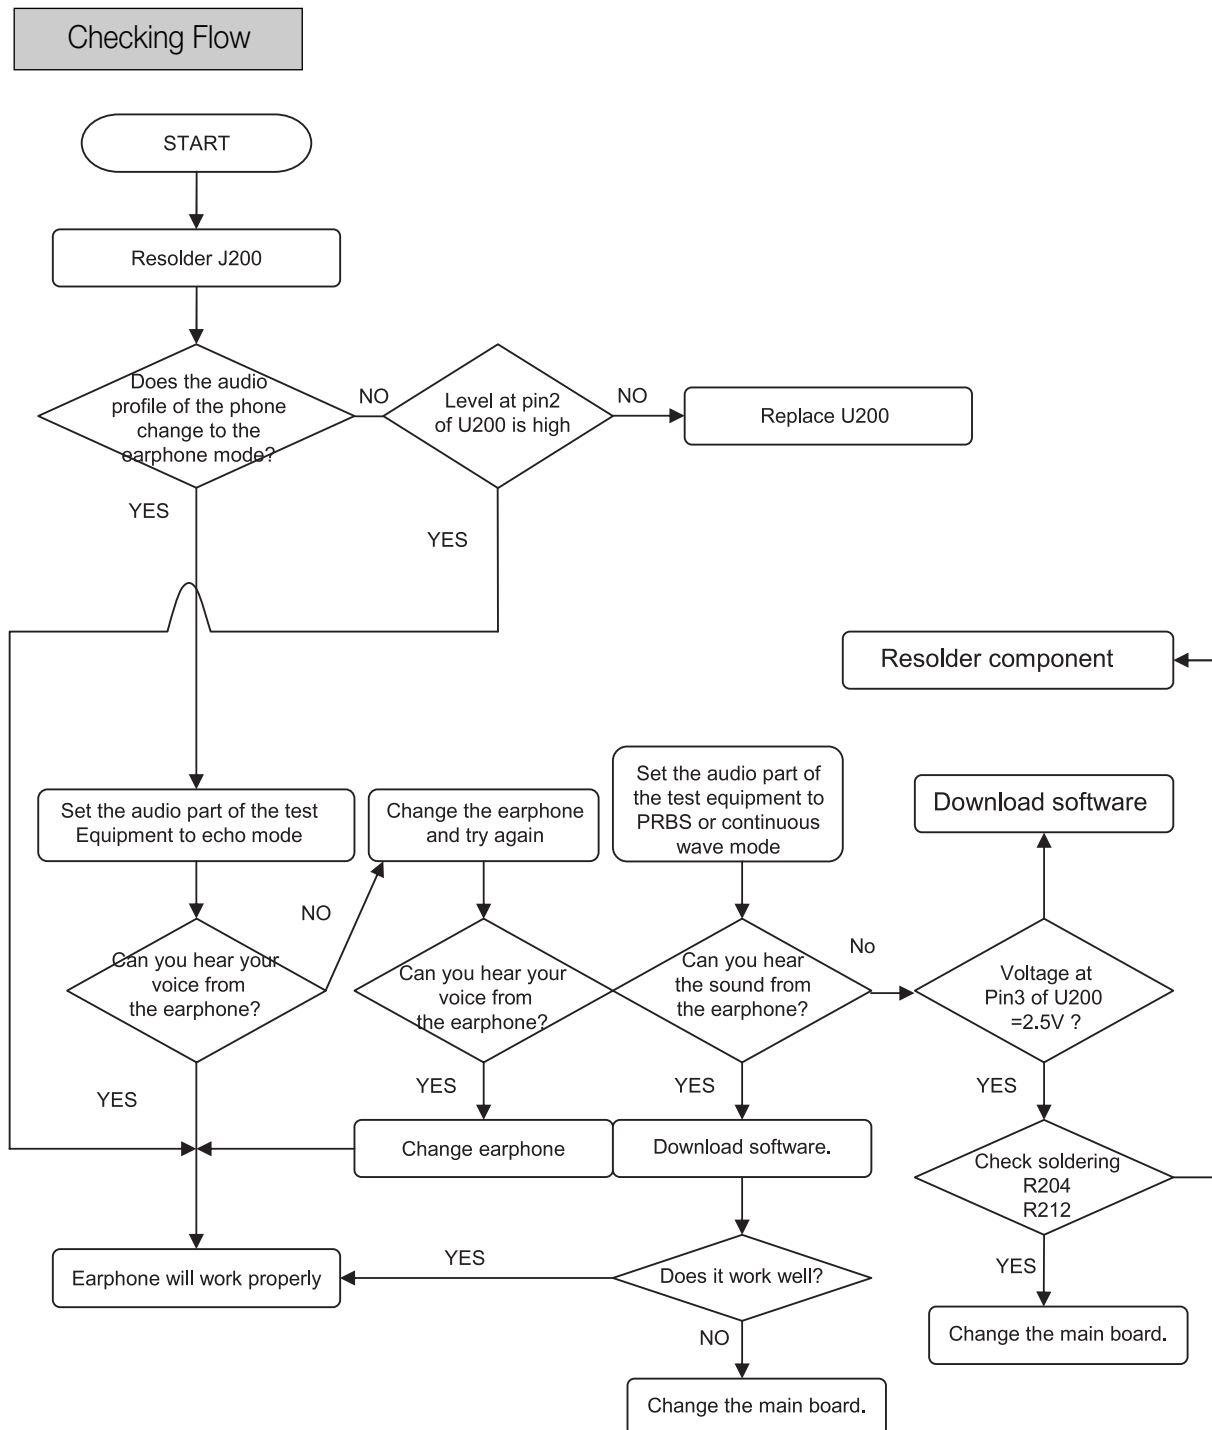 Checking Flow
START
Resolder J200
Does the audio
profile of the phone
change to the
earphone mode?
NO
Level at pin2
of U200 is high
NO
Replace U200
YES
YES
Resolder component
Set the audio part of the test
Equipment to echo mode
Change the earphone
and try again
Set the audio part of
the test equipment to
PRBS or continuous
wave mode
Download software
NO
Can you hear your
voice from
the earphone?
Can you hear your
voice from
the earphone?
Can you hear
the sound from
the earphone?
No
Voltage at
Pin3 of U200
=2.5V ?
YES
YES
YES
YES
Change earphone
Download software.
Check soldering
R204
R212
Earphone will work properly
YES
Does it work well?
YES
NO
Change the main board.
Change the main board.